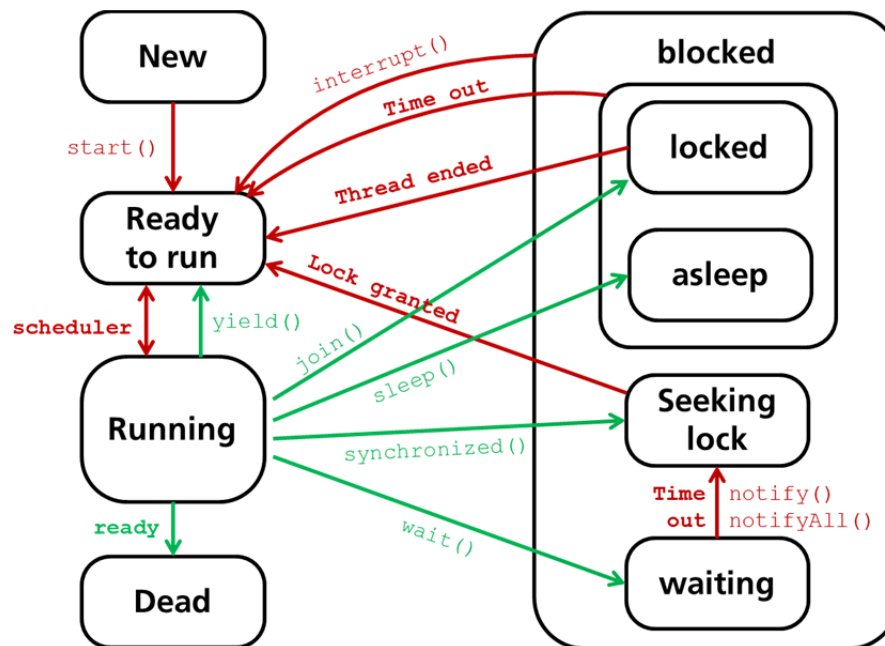 New
start()
Ready
to run
scheduler
yield()
Running
ready
Dead
interrupt()
Time out
Thread ended
Lock granted
join()
sleep()
synchronized()
wait()
blocked
locked
asleep
Seeking
lock
Time notify()
out notifyAll()
waiting